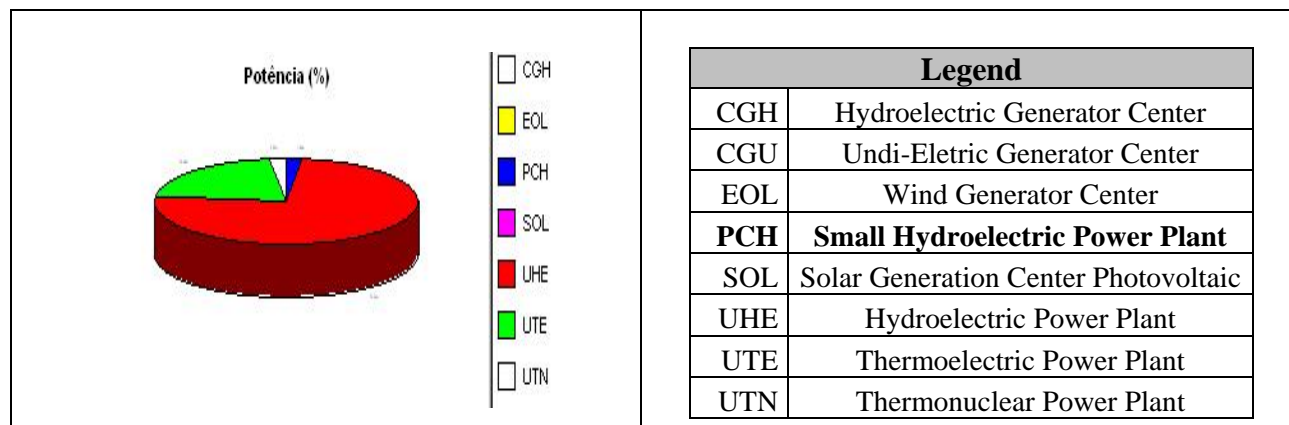 Potência (%)
CGH
EOL
PCH
SOL
UHE
UTE
UTN
Legend
CGH Hydroelectric Generator Center
CGU Undi-Eletric Generator Center
EOL Wind Generator Center
PCH Small Hydroelectric Power Plant
SOL Solar Generation Center Photovoltaic
UHE Hydroelectric Power Plant
UTE Thermoelectric Power Plant
UTN Thermonuclear Power Plant